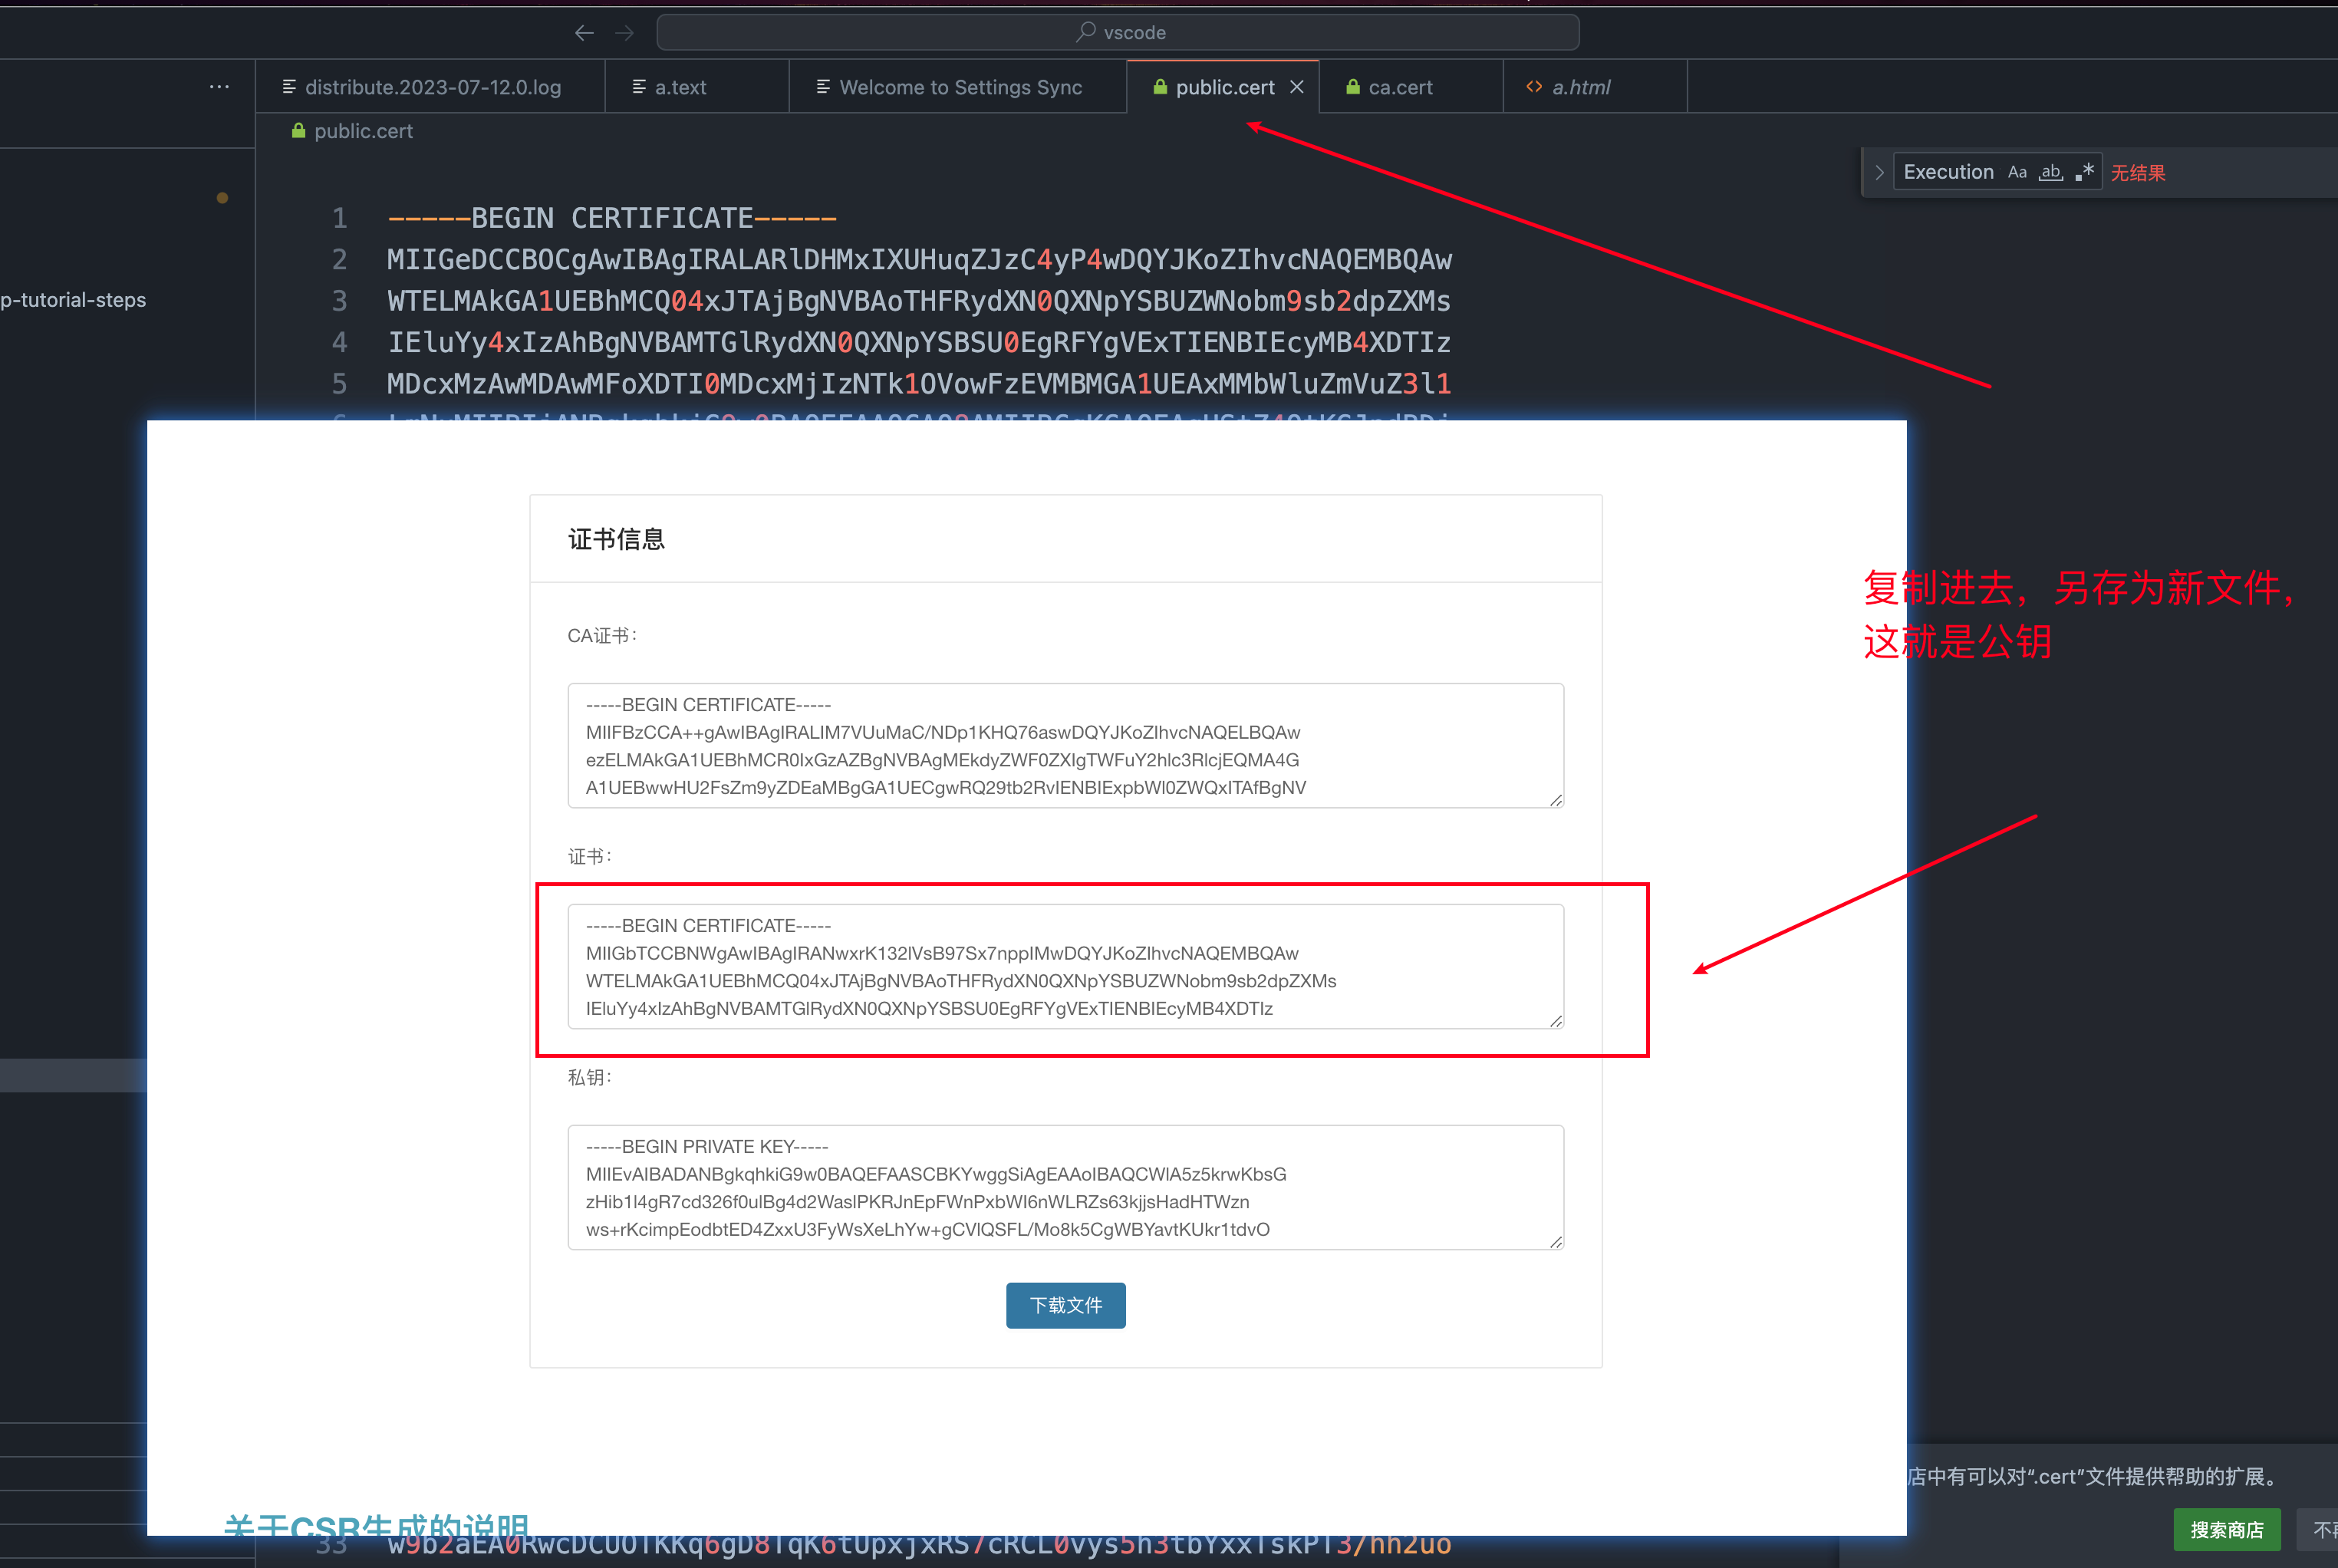 vscode
distribute.2023-07-12.0.log
a.text
Welcome to Settings Sync
public.cert
ca.cert
a.html
public.cert
Execution
Aa
ab
无结果
p-tutorial-steps
1 -----BEGIN CERTIFICATE-----
2 MIIGeDCCBOCgAwIBAgIRALARlDHMxIXUHuqZJzC4yP4wDQYJKoZIhvcNAQEMBQAw
3 WTELMAkGA1UEBhMCQ04xJTAjBgNVBAoTHFRydXN0QXNpYSBUZWNobm9sb2dpZXMs
4 IEluYy4xIzAhBgNVBAMTGlRydXN0QXNpYSBSU0EgRFYgVExTIENBIEcyMB4XDTIz
5 MDcxMzAwMDAwMFoXDTI0MDcxMjIzNTk1OVowFzEVMBMGA1UEAxMMbWluZmVuZ3l1
证书信息
CA证书：
-----BEGIN CERTIFICATE-----
MIIFBzCCA++gAwIBAgIRALIM7VUuMaC/NDp1KHQ76aswDQYJKoZIhvcNAQELBQAw
ezELMAkGA1UEBhMCR0IxGzAZBgNVBAgMEkdyZWF0ZXIgTWFuY2hlc3RlcjEQMA4G
A1UEBwwHU2FsZm9yZDEaMBgGA1UECgwRQ29tb2RvIENBIExpbWl0ZWQxITAfBgNV
复制进去，另存为新文件，
这就是公钥
证书：
-----BEGIN CERTIFICATE-----
MIIGbTCCBNWgAwIBAgIRANwxrK132lVsB97Sx7nppIMwDQYJKoZIhvcNAQEMBQAw
WTELMAkGA1UEBhMCQ04xJTAjBgNVBAoTHFRydXN0QXNpYSBUZWNobm9sb2dpZXMs
IEluYy4xIzAhBgNVBAMTGlRydXN0QXNpYSBSU0EgRFYgVExTIENBIEcyMB4XDTIz
私钥：
-----BEGIN PRIVATE KEY-----
MIIEvAIBADANBgkqhkiG9w0BAQEFAASCBKYwggSiAgEAAoIBAQCWlA5z5krwKbsG
zHib1l4gR7cd326f0ulBg4d2WaslPKRJnEpFWnPxbWI6nWLRZs63kjjsHadHTWzn
ws+rKcimpEodbtED4ZxxU3FyWsXeLhYw+gCVlQSFL/Mo8k5CgWBYavtKUkr1tdvO
下载文件
店中有可以对“.cert”文件提供帮助的扩展。
搜索商店
关于CSR生成的说明
33